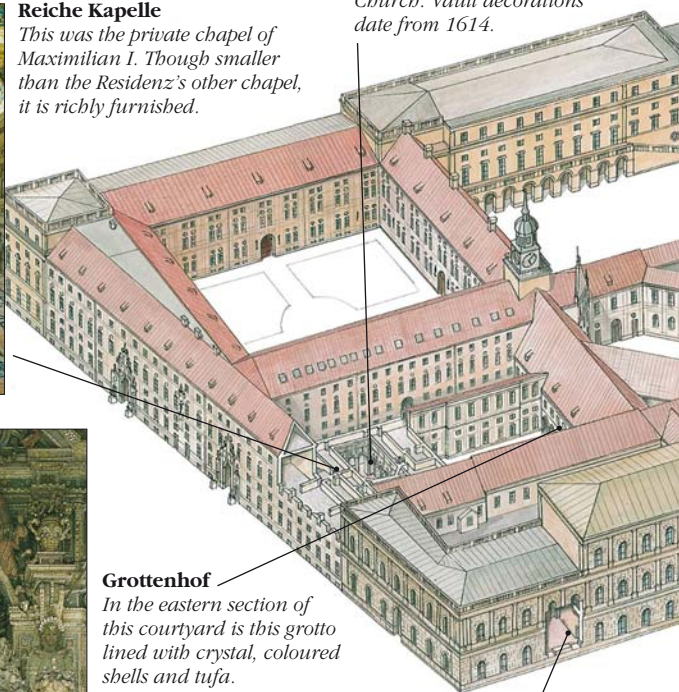 Reiche Kapelle
This was the private chapel of
Maximilian I. Though smaller
than the Residenz's other chapel,
it is richly furnished.
Church. Vault decorations
date from 1614.
Grottenhof
In the eastern section of
this courtyard is this grotto
lined with crystal, coloured
shells and tufa.